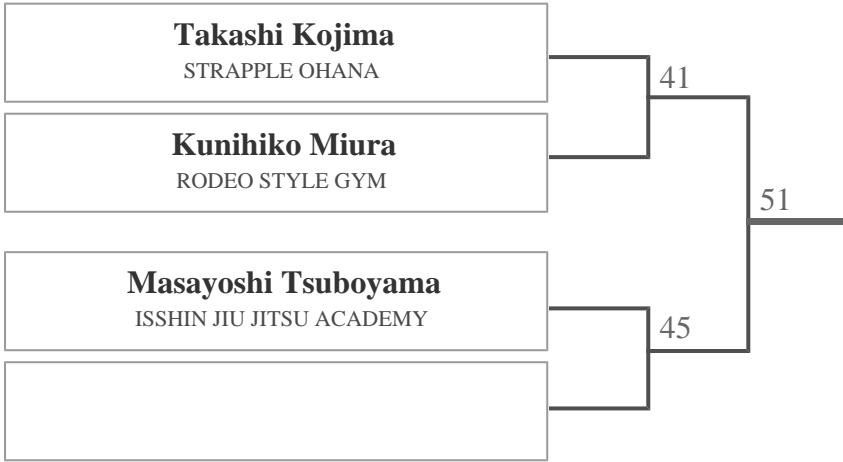 Takashi Kojima
STRAPPLE OHANA
41
Kunihiko Miura
RODEO STYLE GYM
51
Masayoshi Tsuboyama
ISSHIN JIU JITSU ACADEMY
45